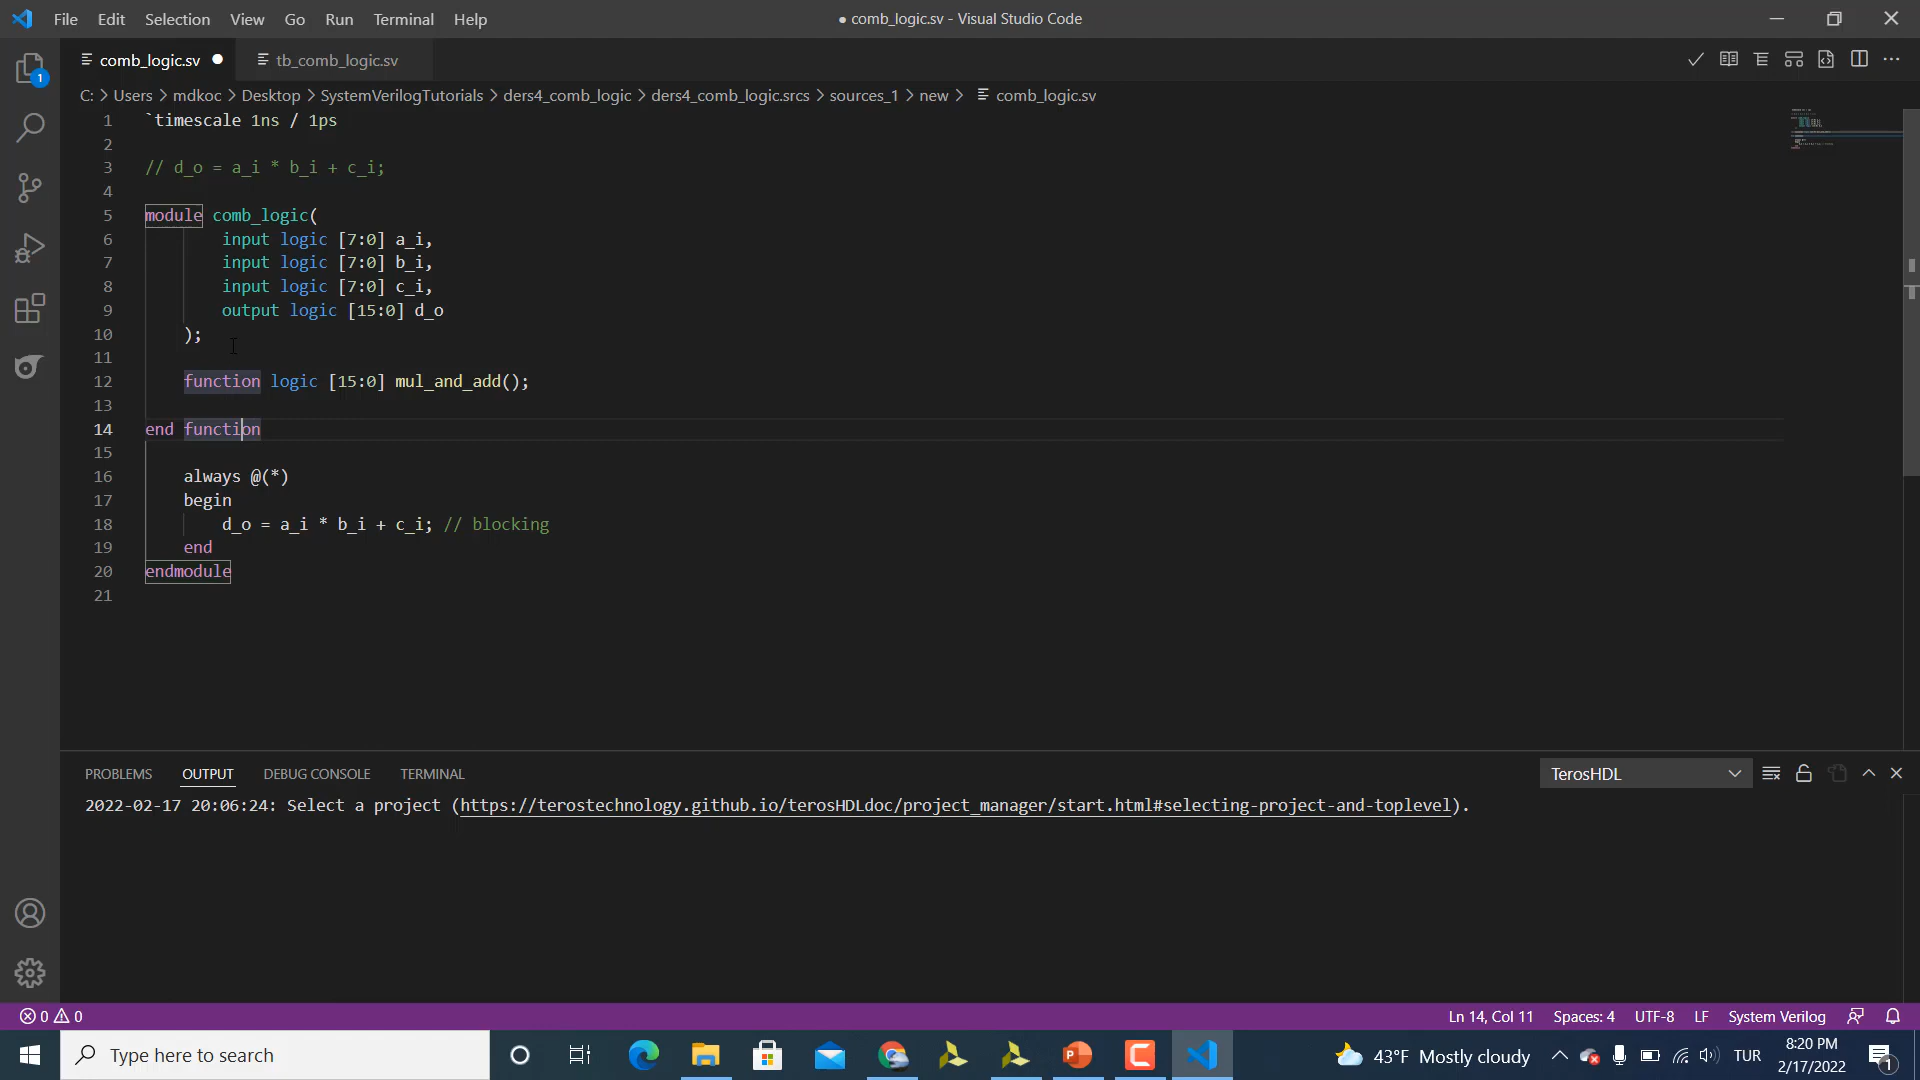 File Edit Selection View Go Run Terminal Help
● comb_logic.sv - Visual Studio Code
comb_logic.sv
tb_comb_logic.sv
1
C: > Users > mdkoc > Desktop > SystemVerilogTutorials > ders4_comb_logic > ders4_comb_logic.srcs > sources_1 > new > comb_logic.sv
1 `timescale 1ns / 1ps
2
3 // d_o = a_i * b_i + c_i;
4
5 module comb_logic(
6 input logic [7:0] a_i,
7 input logic [7:0] b_i,
8 input logic [7:0] c_i,
9 output logic [15:0] d_o
10 );
11
12 function logic [15:0] mul_and_add();
13
14 end function
15
16 always @(*)
17 begin
18 d_o = a_i * b_i + c_i; // blocking
19 end
20 endmodule
21
PROBLEMS OUTPUT DEBUG CONSOLE TERMINAL
TerosHDL
2022-02-17 20:06:24: Select a project (https://terostechnology.github.io/terosHDLdoc/project_manager/start.html#selecting-project-and-toplevel).
0 0
Ln 14, Col 11 Spaces: 4 UTF-8 LF System Verilog
Type here to search
43°F Mostly cloudy
TUR
8:20 PM
2/17/2022
1